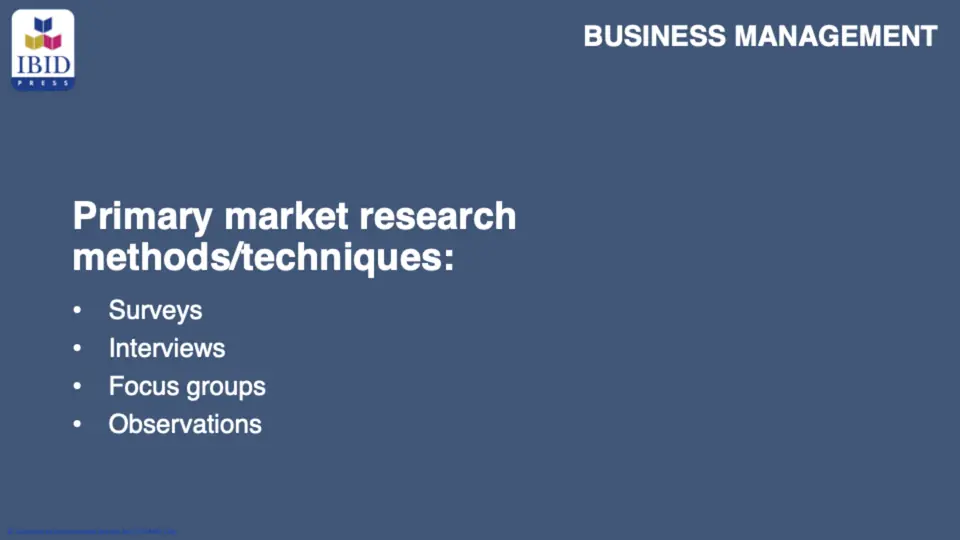 IBID
PRESS
BUSINESS MANAGEMENT
Primary market research
methods/techniques:
• Surveys
• Interviews
• Focus groups
• Observations